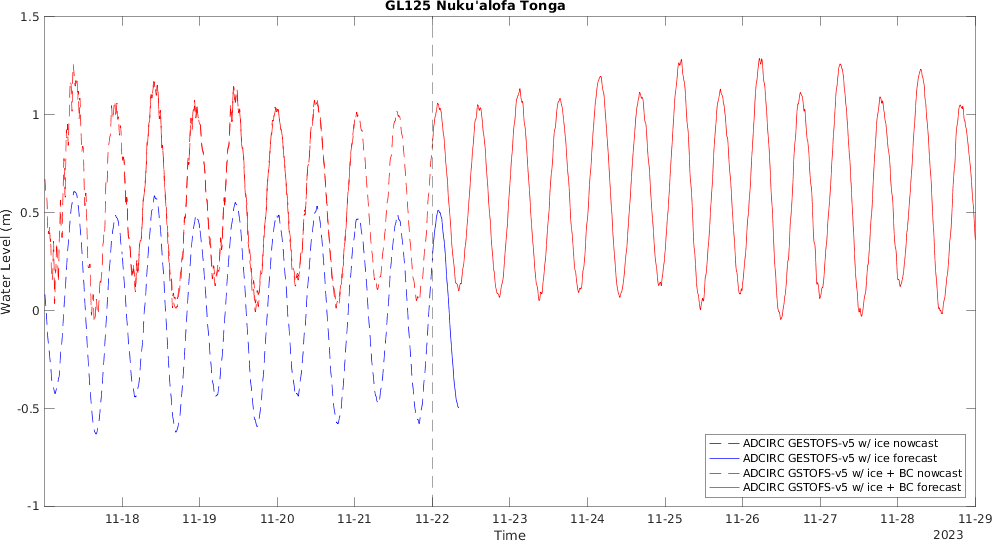 GL125 Nuku'alofa Tonga
1.5
1
0.5
0
-0.5
-1
Water Level (m)
11-18
11-19
11-20
11-21
11-22
11-23
11-24
11-25
11-26
11-27
11-28
11-29
Time
2023
ADCIRC GESTOFS-v5 w/ ice nowcast
ADCIRC GESTOFS-v5 w/ ice forecast
ADCIRC GSTOFS-v5 w/ ice + BC nowcast
ADCIRC GSTOFS-v5 w/ ice + BC forecast